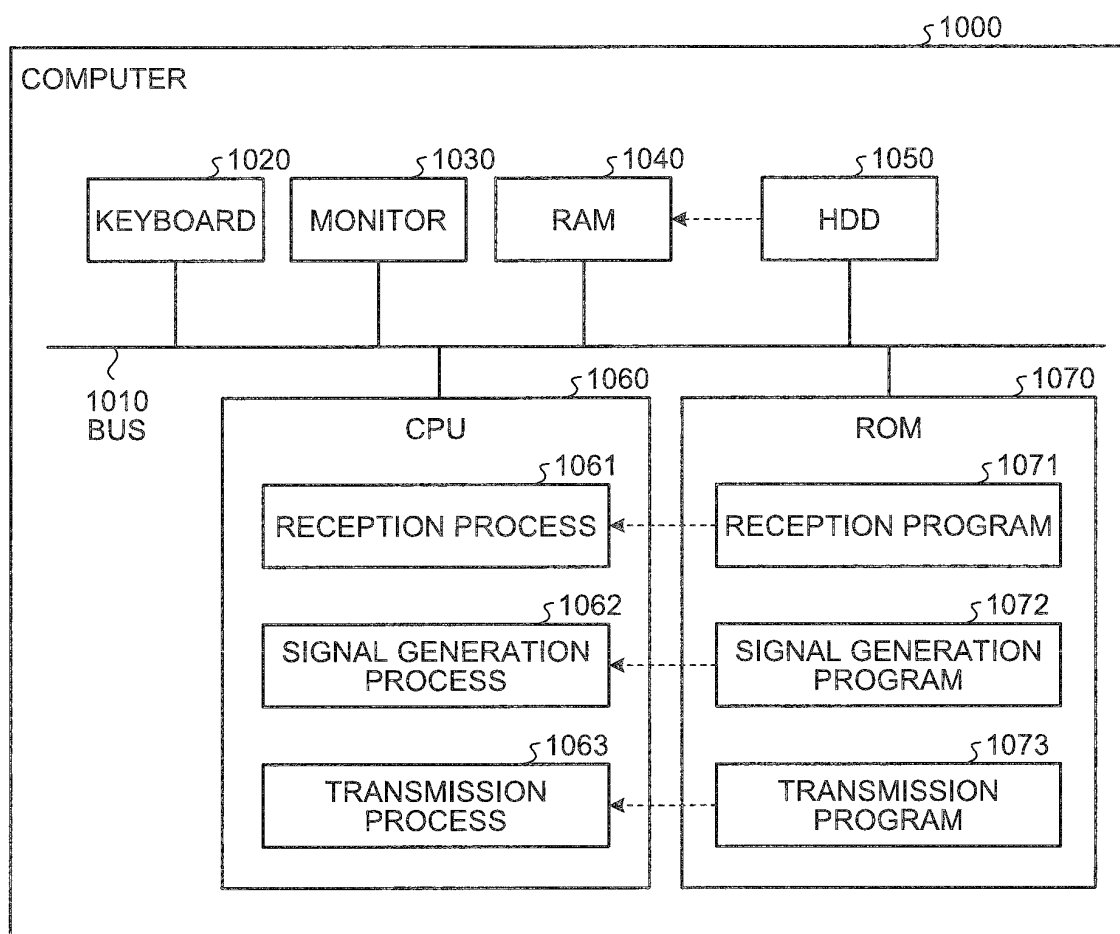 1000
COMPUTER
1020
1030
1040
1050
KEYBOARD
MONITOR
RAM
HDD
1010
BUS
1060
1070
CPU
ROM
1061
1071
RECEPTION PROCESS
RECEPTION PROGRAM
1062
1072
SIGNAL GENERATION
PROCESS
SIGNAL GENERATION
PROGRAM
1063
1073
TRANSMISSION
PROCESS
TRANSMISSION
PROGRAM